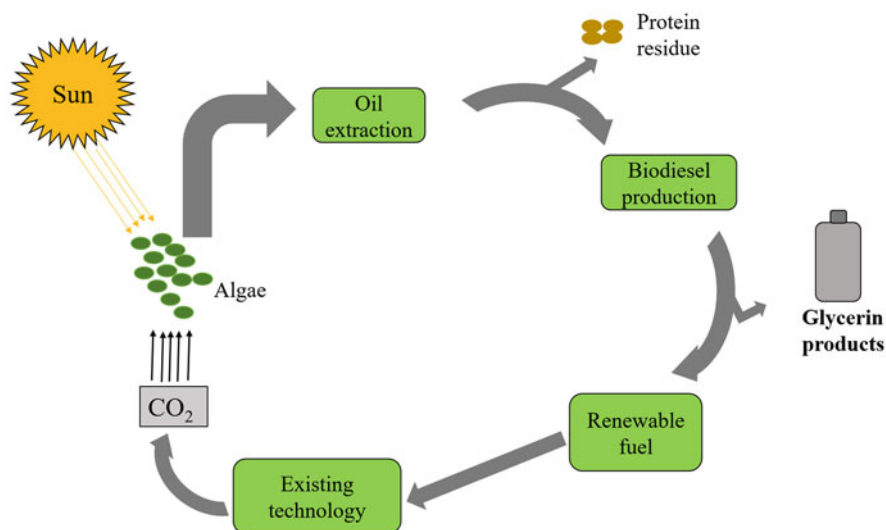 Sun
Protein
residue
Oil
extraction
Biodiesel
production
Algae
Glycerin
products
CO₂
Renewable
fuel
Existing
technology